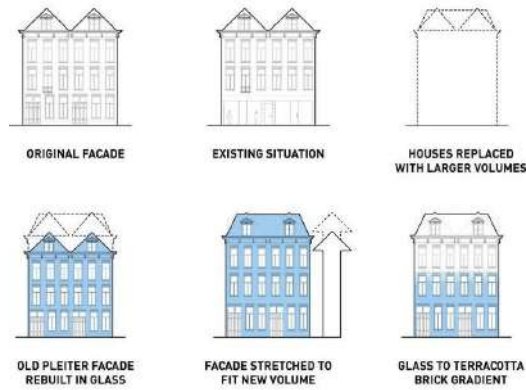 ORIGINAL FACADE
EXISTING SITUATION
HOUSES REPLACED
WITH LARGER VOLUMES
OLD PLEITER FACADE
REBUILT IN GLASS
FACADE STRETCHED TO
FIT NEW VOLUME
GLASS TO TERRACOTTA
BRICK GRADIENT